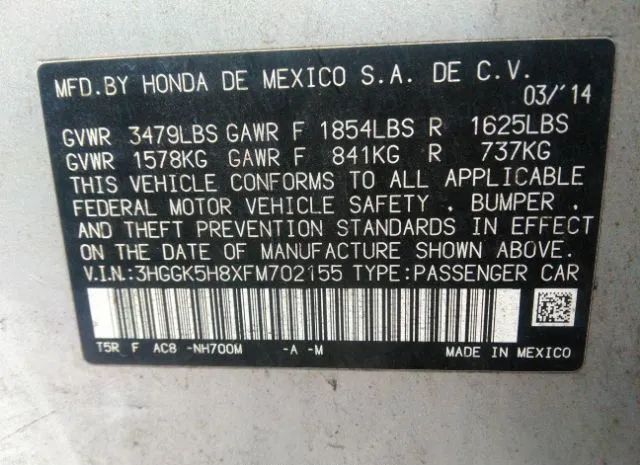 MFD.BY HONDA DE MEXICO S.A. DE C.V.
03/'14
GVWR 3479LBS GAWR F 1854LBS R 1625LBS
GVWR 1578KG GAWR F 841KG R 737KG
THIS VEHICLE CONFORMS TO ALL APPLICABLE
FEDERAL MOTOR VEHICLE SAFETY , BUMPER ,
AND THEFT PREVENTION STANDARDS IN EFFECT
ON THE DATE OF MANUFACTURE SHOWN ABOVE.
V.I.N:3HGGK5H8XFM702155 TYPE:PASSENGER CAR
T5R F AC8 -NH700M -A -M MADE IN MEXICO